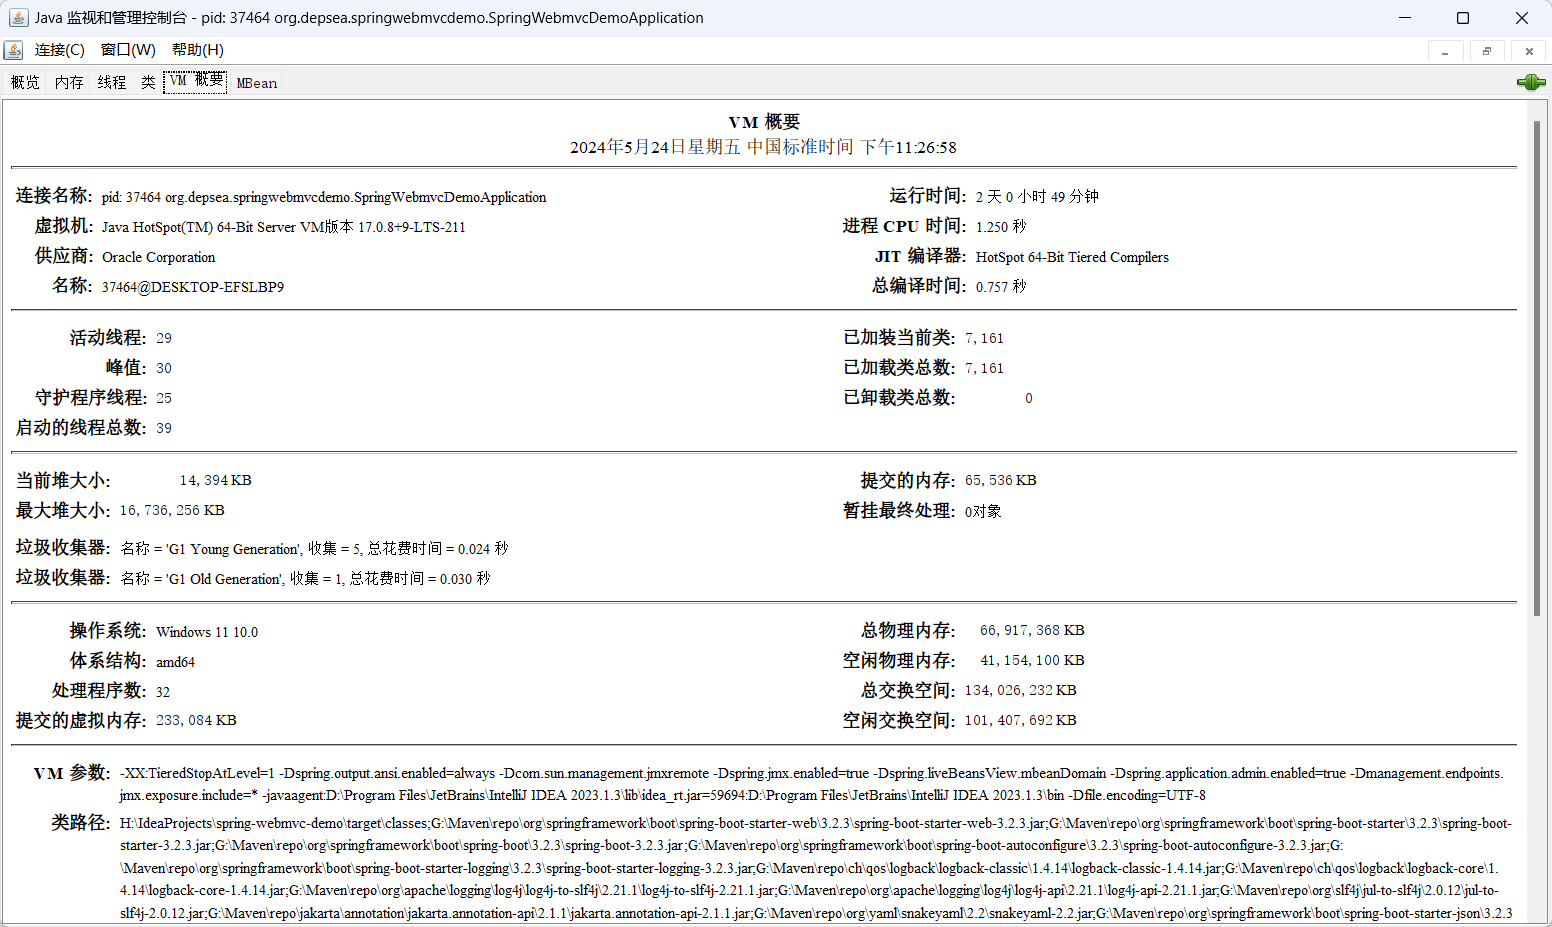 Java 监视和管理控制台 - pid: 37464 org.depsea.springwebmvcdemo.SpringWebmvcDemoApplication
连接(C) 窗口(W) 帮助(H)
概览 内存 线程 类 VM 概要 MBean
VM 概要
2024年5月24日星期五 中国标准时间 下午11:26:58
连接名称: pid: 37464 org.depsea.springwebmvcdemo.SpringWebmvcDemoApplication
虚拟机: Java HotSpot(TM) 64-Bit Server VM版本 17.0.8+9-LTS-211
供应商: Oracle Corporation
名称: 37464@DESKTOP-EFSLBP9
运行时间: 2 天 0 小时 49 分钟
进程 CPU 时间: 1.250 秒
JIT 编译器: HotSpot 64-Bit Tiered Compilers
总编译时间: 0.757 秒
活动线程: 29
峰值: 30
守护程序线程: 25
启动的线程总数: 39
已加装当前类: 7,161
已加载类总数: 7,161
已卸载类总数: 0
当前堆大小: 14,394 KB
最大堆大小: 16,736,256 KB
提交的内存: 65,536 KB
暂挂最终处理: 0对象
垃圾收集器: 名称 = 'G1 Young Generation', 收集 = 5, 总花费时间 = 0.024 秒
垃圾收集器: 名称 = 'G1 Old Generation', 收集 = 1, 总花费时间 = 0.030 秒
操作系统: Windows 11 10.0
体系结构: amd64
处理程序数: 32
提交的虚拟内存: 233,084 KB
总物理内存: 66,917,368 KB
空闲物理内存: 41,154,100 KB
总交换空间: 134,026,232 KB
空闲交换空间: 101,407,692 KB
VM 参数: -XX:TieredStopAtLevel=1 -Dspring.output.ansi.enabled=always -Dcom.sun.management.jmxremote -Dspring.jmx.enabled=true -Dspring.liveBeansView.mbeanDomain -Dspring.application.admin.enabled=true -Dmanagement.endpoints.
jmx.exposure.include=* -javaagent:D:\Program Files\JetBrains\IntelliJ IDEA 2023.1.3\lib\idea_rt.jar=59694:D:\Program Files\JetBrains\IntelliJ IDEA 2023.1.3\bin -Dfile.encoding=UTF-8
类路径: H:\IdeaProjects\spring-webmvc-demo\target\classes;G:\Maven\repo\org\springframework\boot\spring-boot-starter-web\3.2.3\spring-boot-starter-web-3.2.3.jar;G:\Maven\repo\org\springframework\boot\spring-boot-starter\3.2.3\spring-boot-
starter-3.2.3.jar;G:\Maven\repo\org\springframework\boot\spring-boot\3.2.3\spring-boot-3.2.3.jar;G:\Maven\repo\org\springframework\boot\spring-boot-autoconfigure\3.2.3\spring-boot-autoconfigure-3.2.3.jar;G:
\Maven\repo\org\springframework\boot\spring-boot-starter-logging\3.2.3\spring-boot-starter-logging-3.2.3.jar;G:\Maven\repo\ch\qos\logback\logback-classic\1.4.14\logback-classic-1.4.14.jar;G:\Maven\repo\ch\qos\logback\logback-core\1.
4.14\logback-core-1.4.14.jar;G:\Maven\repo\org\apache\logging\log4j\log4j-to-slf4j\2.21.1\log4j-to-slf4j-2.21.1.jar;G:\Maven\repo\org\apache\logging\log4j\log4j-api\2.21.1\log4j-api-2.21.1.jar;G:\Maven\repo\org\slf4j\jul-to-slf4j\2.0.12\jul-to-
slf4j-2.0.12.jar;G:\Maven\repo\jakarta\annotation\jakarta.annotation-api\2.1.1\jakarta.annotation-api-2.1.1.jar;G:\Maven\repo\org\yaml\snakeyaml\2.2\snakeyaml-2.2.jar;G:\Maven\repo\org\springframework\boot\spring-boot-starter-json\3.2.3